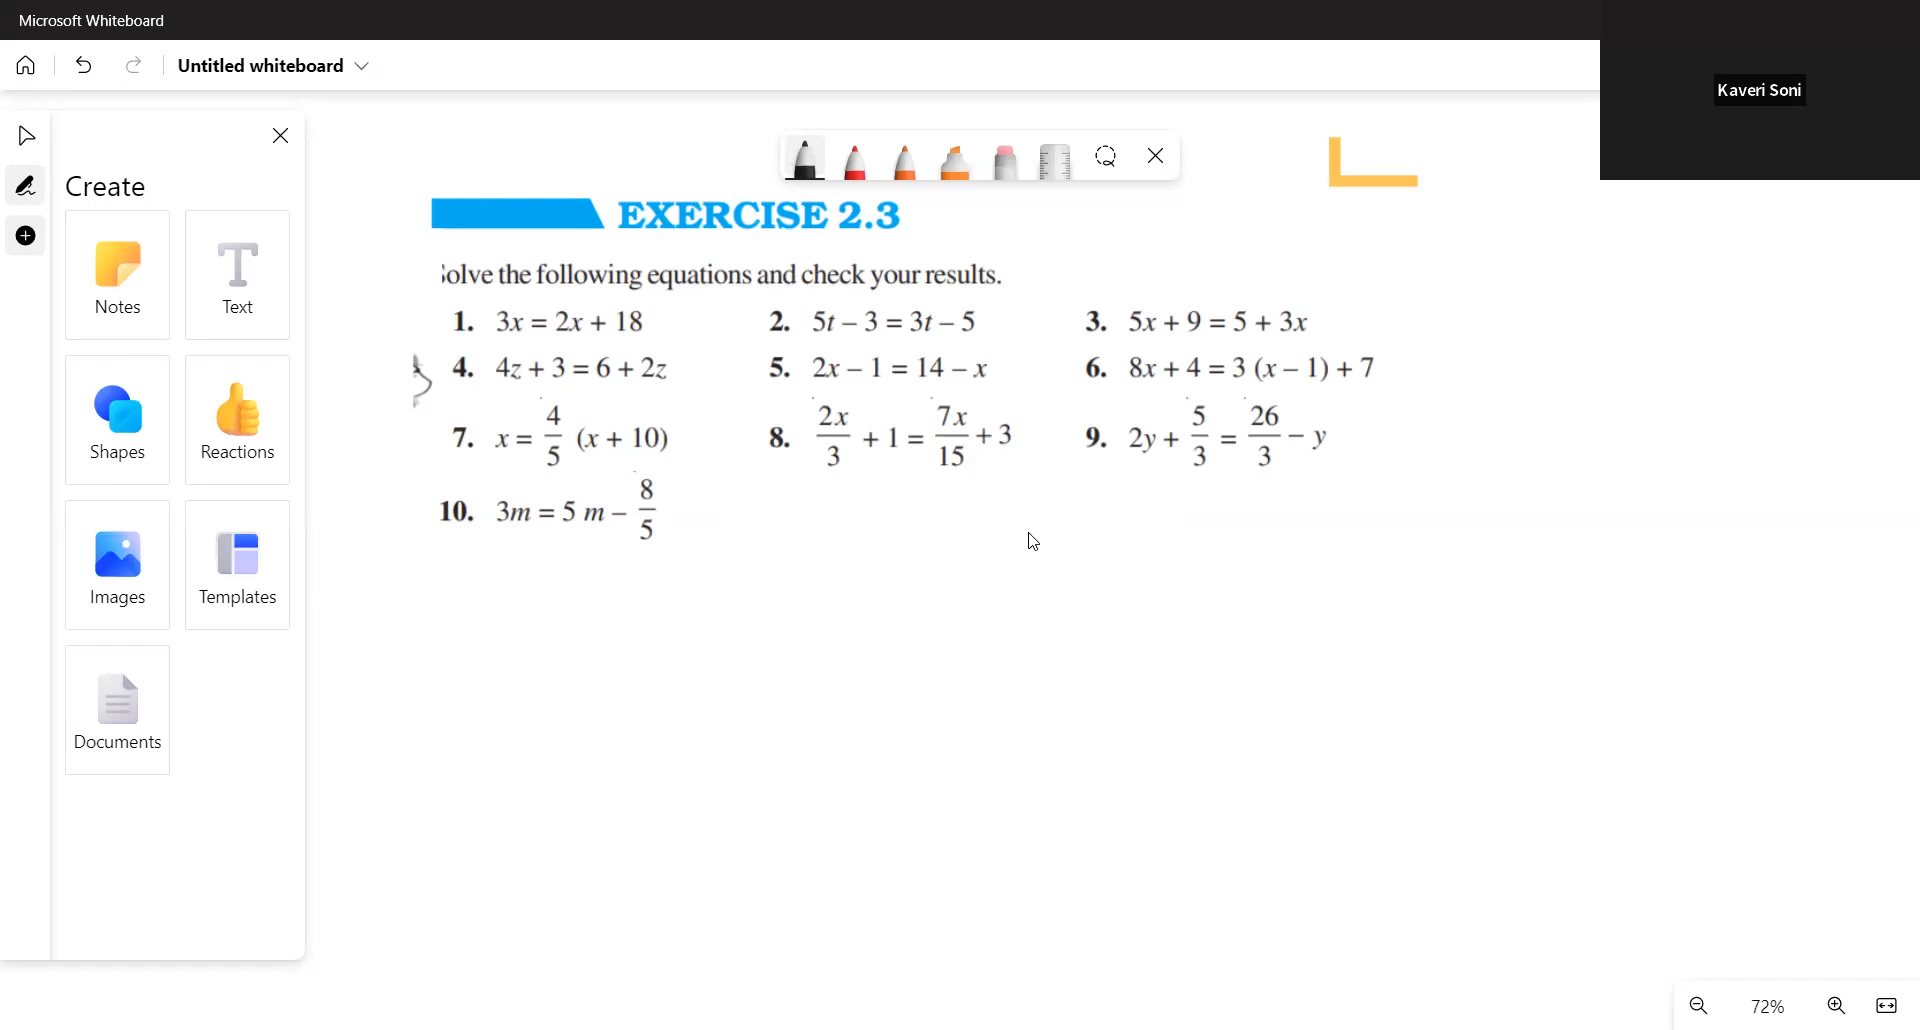 Microsoft Whiteboard
Kaveri Soni
Untitled whiteboard
Create
Notes
Text
Shapes
Reactions
Images
Templates
Documents
EXERCISE 2.3
Solve the following equations and check your results.
1. 3x = 2x + 18 2. 5t – 3 = 3t – 5 3. 5x + 9 = 5 + 3x
4. 4z + 3 = 6 + 2z 5. 2x – 1 = 14 – x 6. 8x + 4 = 3 (x – 1) + 7
7. x = 4/5 (x + 10) 8. 2x/3 + 1 = 7x/15 + 3 9. 2y + 5/3 = 26/3 – y
10. 3m = 5 m – 8/5
72%